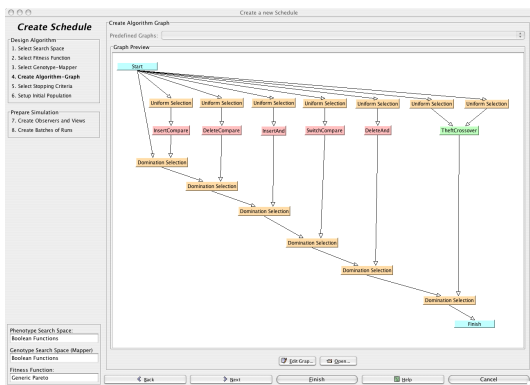 Create a new Schedule
Create Schedule
Design Algorithm
1. Select Search Space
2. Select Fitness Function
3. Select Genotype-Mapper
4. Create Algorithm-Graph
5. Select Stopping Criteria
6. Setup Initial Population
Prepare Simulation
7. Create Observers and Views
8. Create Batches of Runs
Phenotype Search Space:
Boolean Functions
Genotype Search Space (Mapper)
Boolean Functions
Fitness Function:
Generic Pareto
Create Algorithm Graph
Predefined Graphs:
Graph Preview
Start
Uniform Selection Uniform Selection Uniform Selection Uniform Selection Uniform Selection Uniform Selection Uniform Selection
InsertCompare DeleteCompare InsertAnd SwitchCompare DeleteAnd TheftCrossover
Domination Selection
Domination Selection
Domination Selection
Domination Selection
Domination Selection
Domination Selection
Finish
Edit Grap... Open...
Back Next Finish Help Cancel